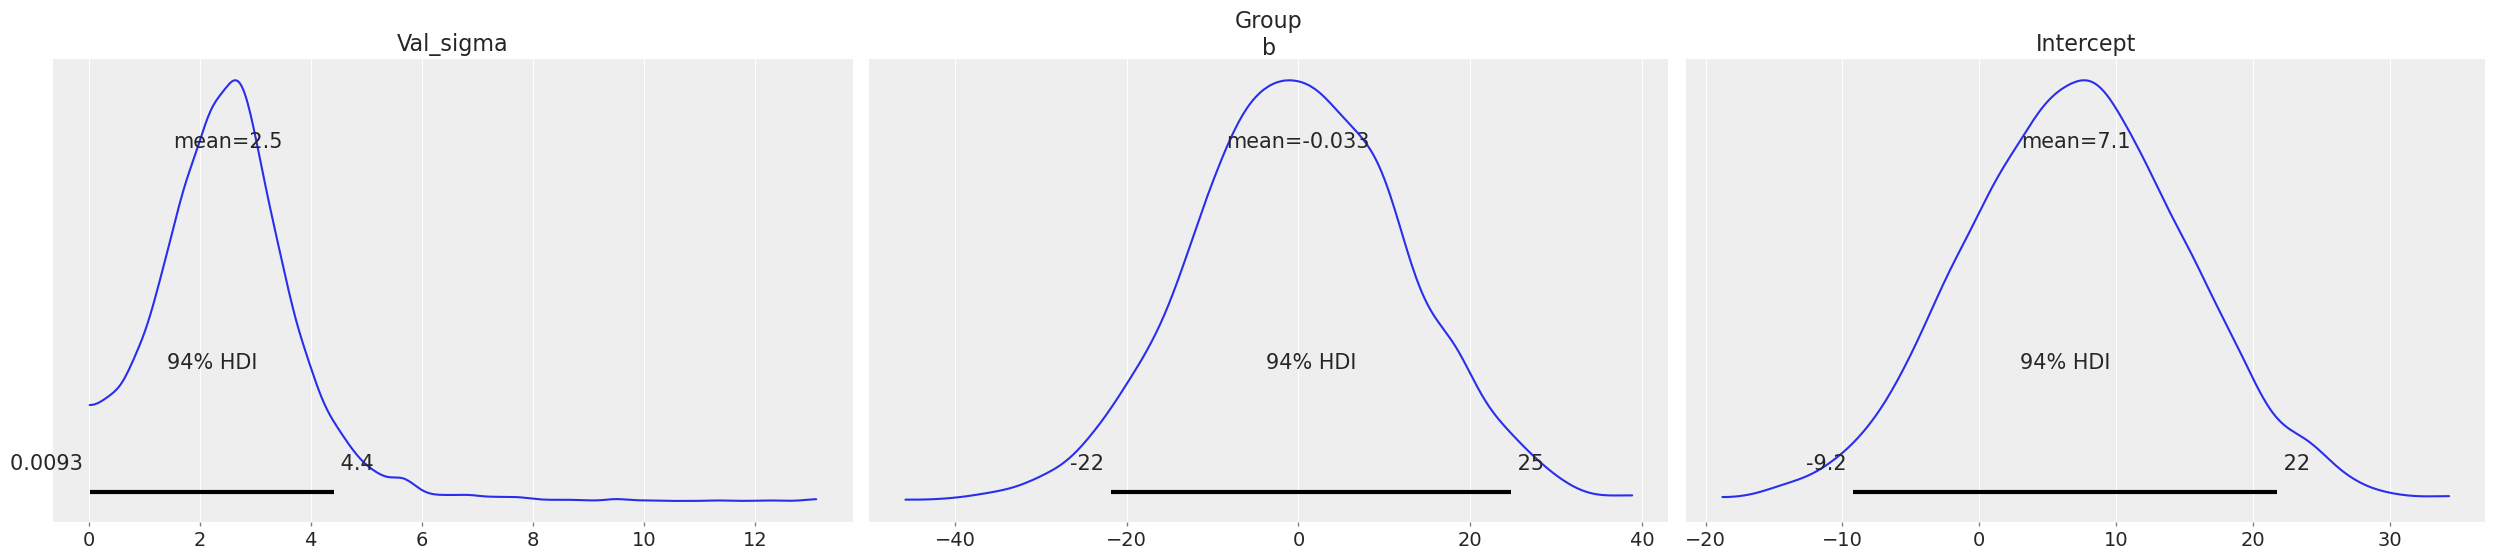 Val_sigma
mean=2.5
94% HDI
0.0093
4.4
0
2
4
6
8
10
12
Group
b
mean=-0.033
94% HDI
-22
25
−40
−20
0
20
40
Intercept
mean=7.1
94% HDI
-9.2
22
−20
−10
0
10
20
30